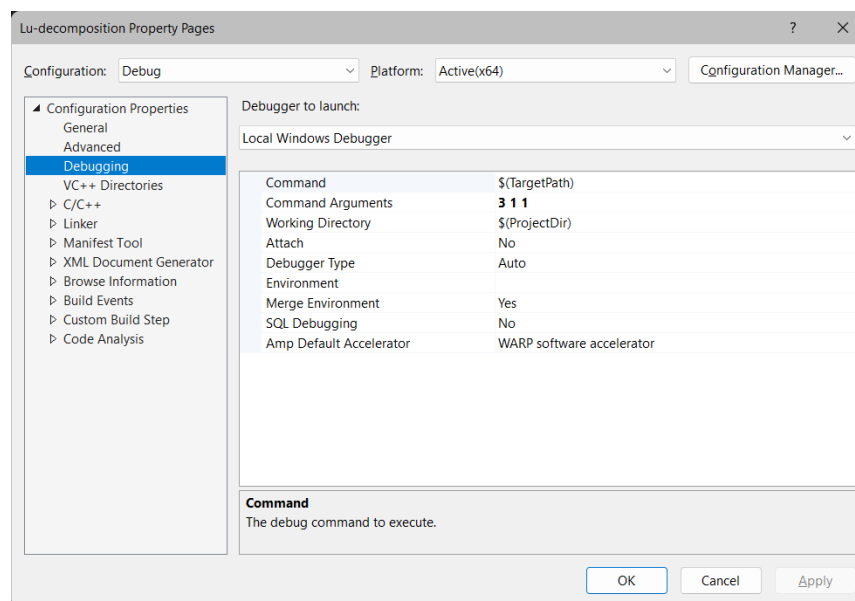 Lu-decomposition Property Pages
Configuration: Debug Platform: Active(x64) Configuration Manager...
Configuration Properties
General
Advanced
Debugging
VC++ Directories
C/C++
Linker
Manifest Tool
XML Document Generator
Browse Information
Build Events
Custom Build Step
Code Analysis
Debugger to launch:
Local Windows Debugger
Command $(TargetPath)
Command Arguments 3 1 1
Working Directory $(ProjectDir)
Attach No
Debugger Type Auto
Environment
Merge Environment Yes
SQL Debugging No
Amp Default Accelerator WARP software accelerator
Command
The debug command to execute.
OK Cancel Apply